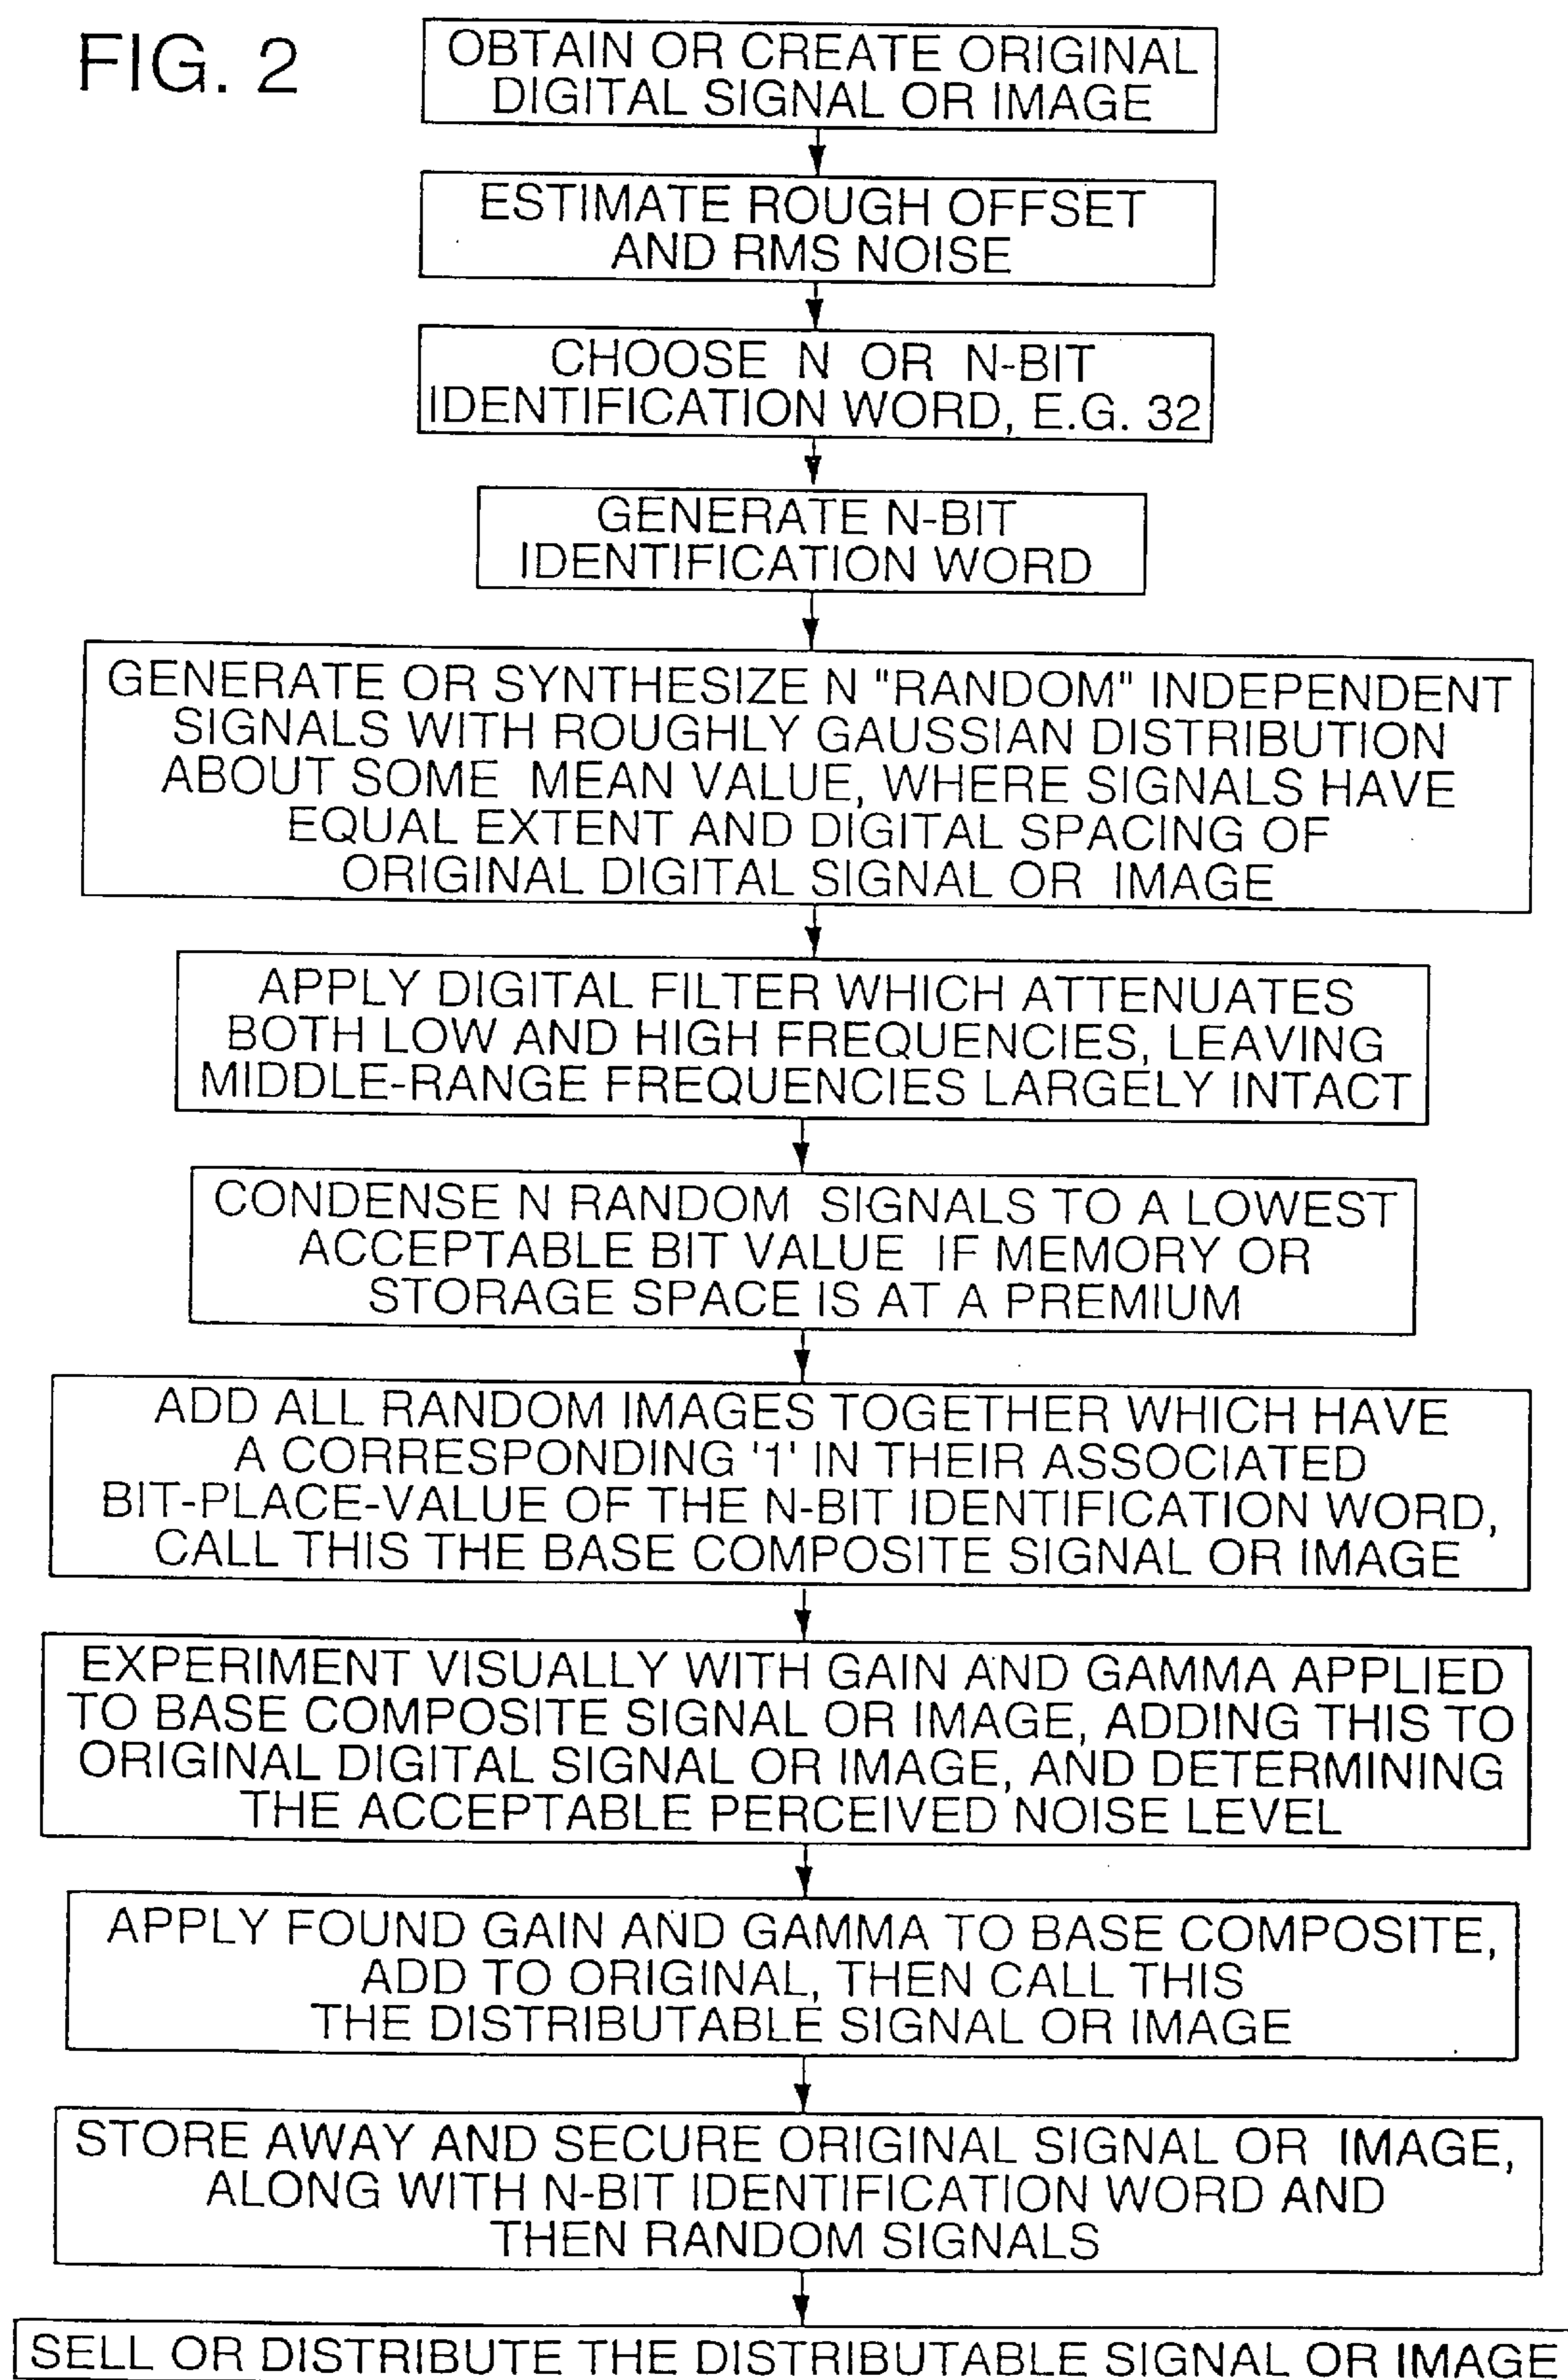 FIG. 2
OBTAIN OR CREATE ORIGINAL
DIGITAL SIGNAL OR IMAGE
ESTIMATE ROUGH OFFSET
AND RMS NOISE
CHOOSE N OR N-BIT
IDENTIFICATION WORD, E.G. 32
GENERATE N-BIT
IDENTIFICATION WORD
GENERATE OR SYNTHESIZE N "RANDOM" INDEPENDENT
SIGNALS WITH ROUGHLY GAUSSIAN DISTRIBUTION
ABOUT SOME MEAN VALUE, WHERE SIGNALS HAVE
EQUAL EXTENT AND DIGITAL SPACING OF
ORIGINAL DIGITAL SIGNAL OR IMAGE
APPLY DIGITAL FILTER WHICH ATTENUATES
BOTH LOW AND HIGH FREQUENCIES, LEAVING
MIDDLE-RANGE FREQUENCIES LARGELY INTACT
CONDENSE N RANDOM SIGNALS TO A LOWEST
ACCEPTABLE BIT VALUE IF MEMORY OR
STORAGE SPACE IS AT A PREMIUM
ADD ALL RANDOM IMAGES TOGETHER WHICH HAVE
A CORRESPONDING '1' IN THEIR ASSOCIATED
BIT-PLACE-VALUE OF THE N-BIT IDENTIFICATION WORD,
CALL THIS THE BASE COMPOSITE SIGNAL OR IMAGE
EXPERIMENT VISUALLY WITH GAIN AND GAMMA APPLIED
TO BASE COMPOSITE SIGNAL OR IMAGE, ADDING THIS TO
ORIGINAL DIGITAL SIGNAL OR IMAGE, AND DETERMINING
THE ACCEPTABLE PERCEIVED NOISE LEVEL
APPLY FOUND GAIN AND GAMMA TO BASE COMPOSITE,
ADD TO ORIGINAL, THEN CALL THIS
THE DISTRIBUTABLE SIGNAL OR IMAGE
STORE AWAY AND SECURE ORIGINAL SIGNAL OR IMAGE,
ALONG WITH N-BIT IDENTIFICATION WORD AND
THEN RANDOM SIGNALS
SELL OR DISTRIBUTE THE DISTRIBUTABLE SIGNAL OR IMAGE